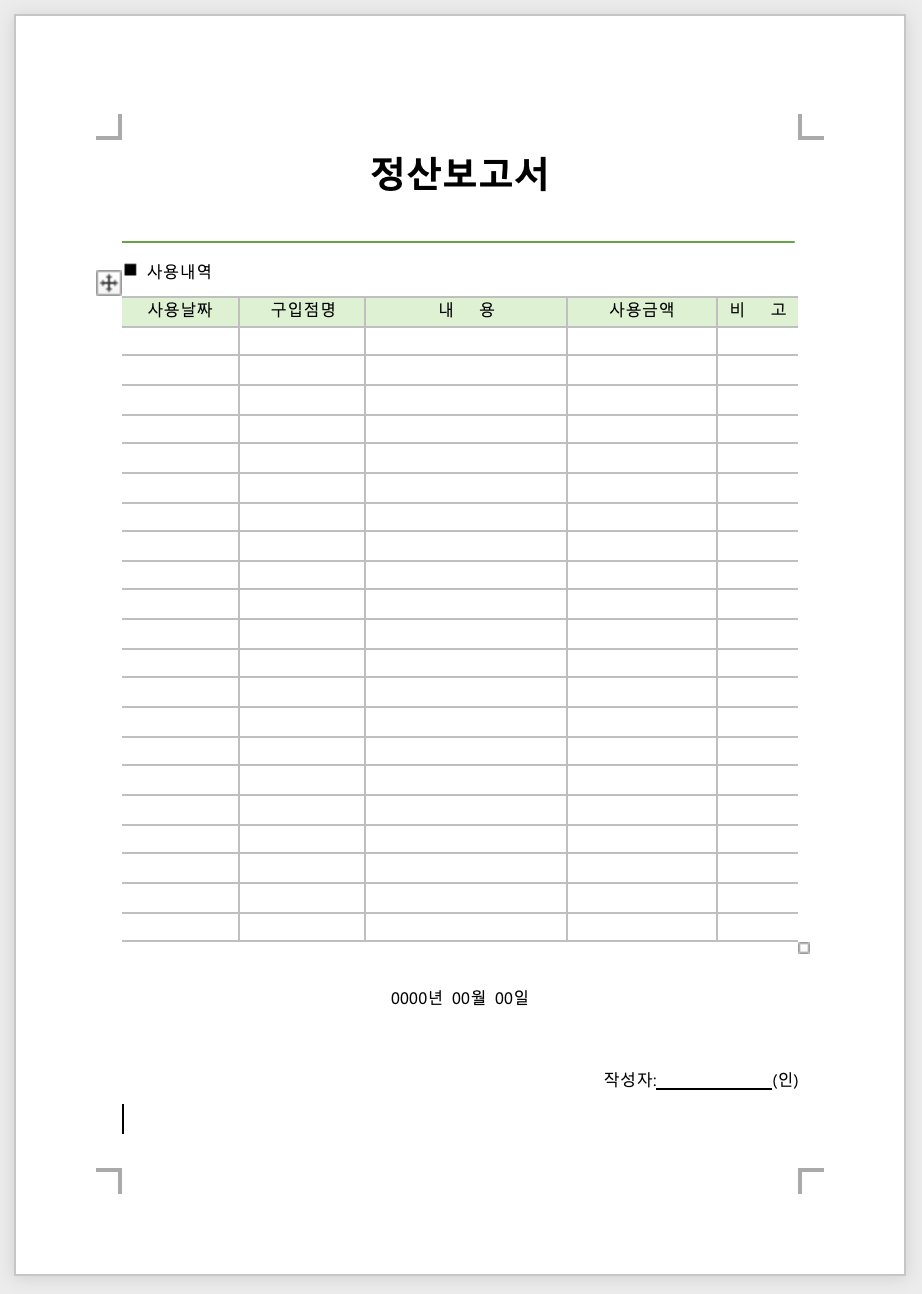 정산보고서
■ 사용내역
사용날짜 구입점명 내 용 사용금액 비 고
0000년 00월 00일
작성자:____________(인)